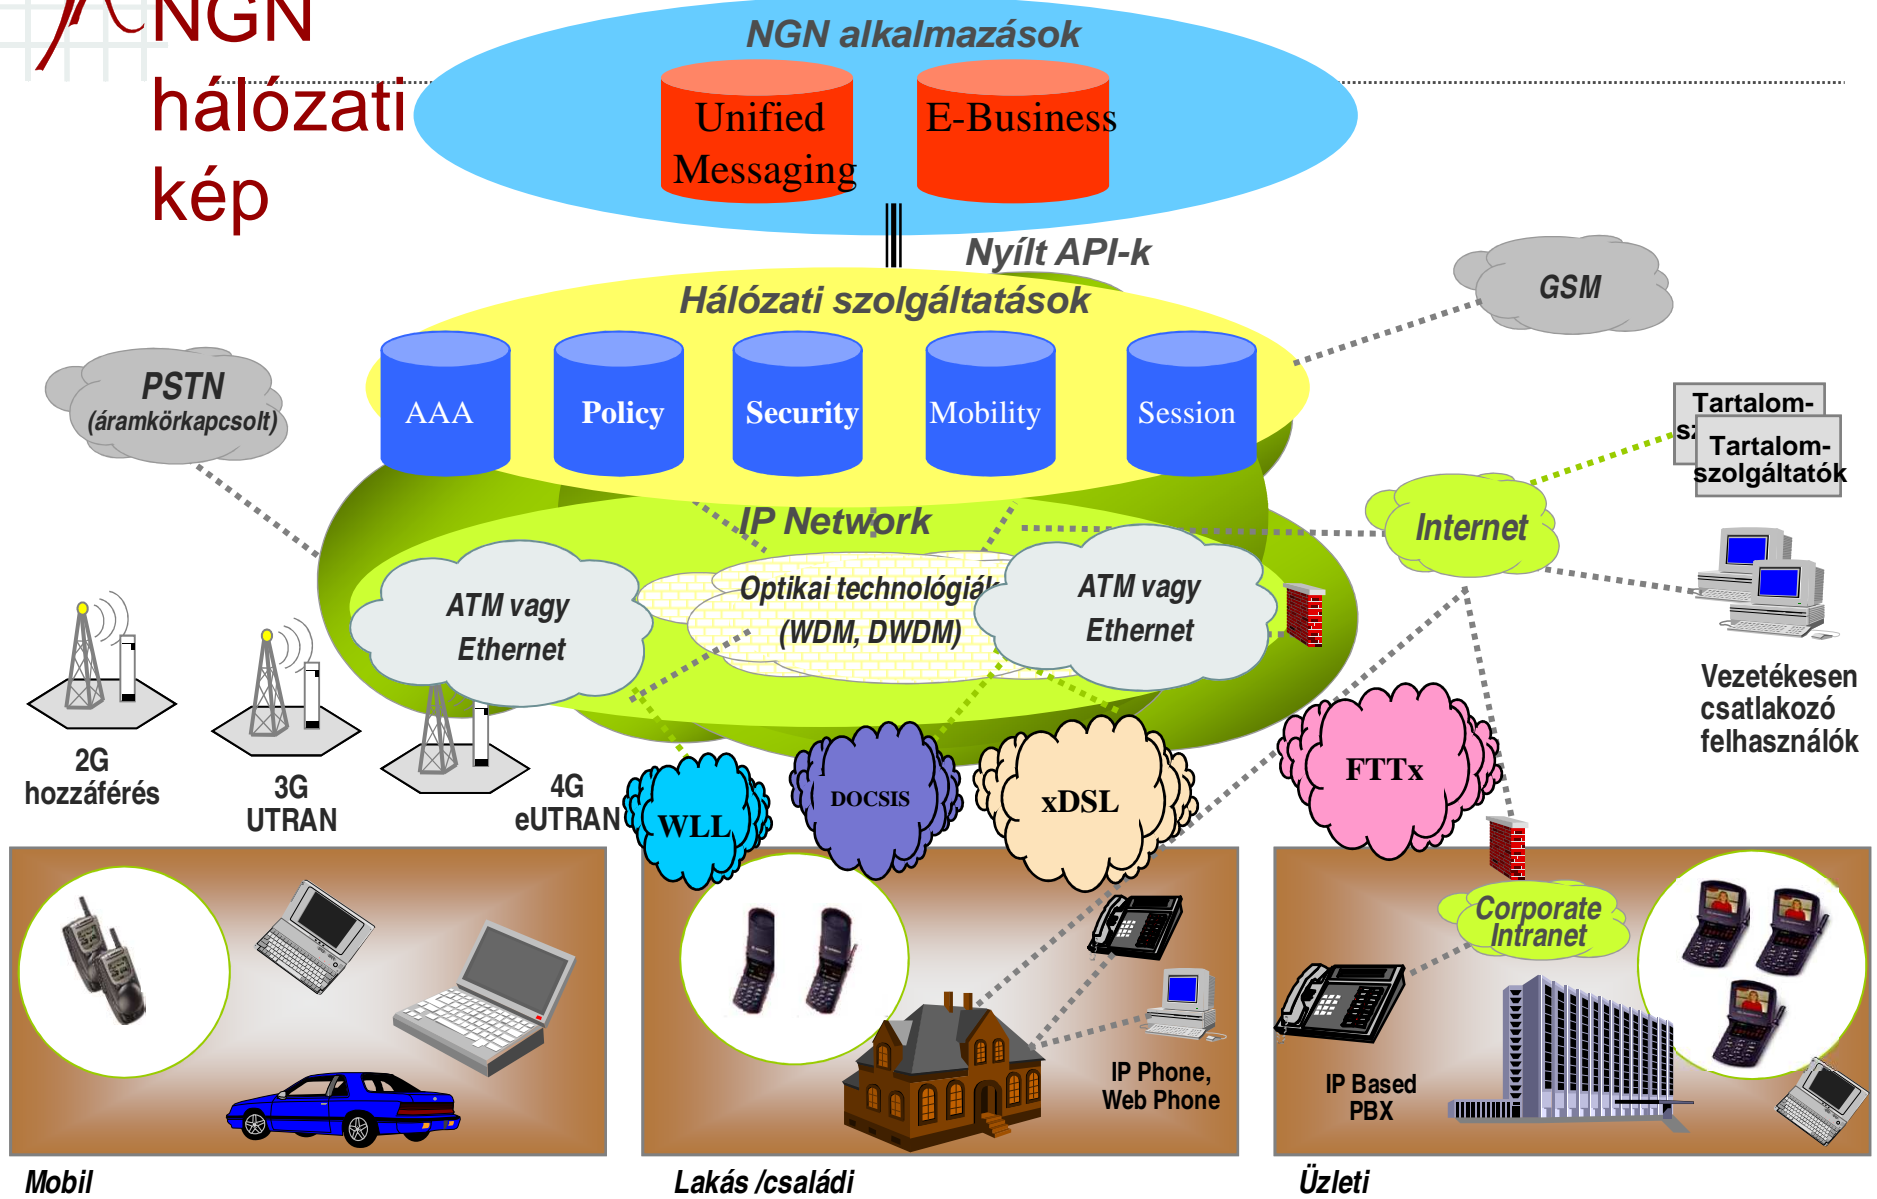 NGN
hálózati
kép
NGN alkalmazások
Unified
Messaging
E-Business
Nyílt API-k
Hálózati szolgáltatások
GSM
PSTN
(áramkörkapcsolt)
AAA
Policy
Security
Mobility
Session
Tartalom-
Tartalom-
szolgáltatók
IP Network
Internet
ATM vagy
Ethernet
Optikai technológiák
(WDM, DWDM)
ATM vagy
Ethernet
Vezetékesen
csatlakozó
felhasználók
2G
hozzáférés
3G
UTRAN
4G
eUTRAN
WLL
DOCSIS
xDSL
FTTx
Corporate
Intranet
IP Phone,
Web Phone
IP Based
PBX
Mobil
Lakás /családi
Üzleti